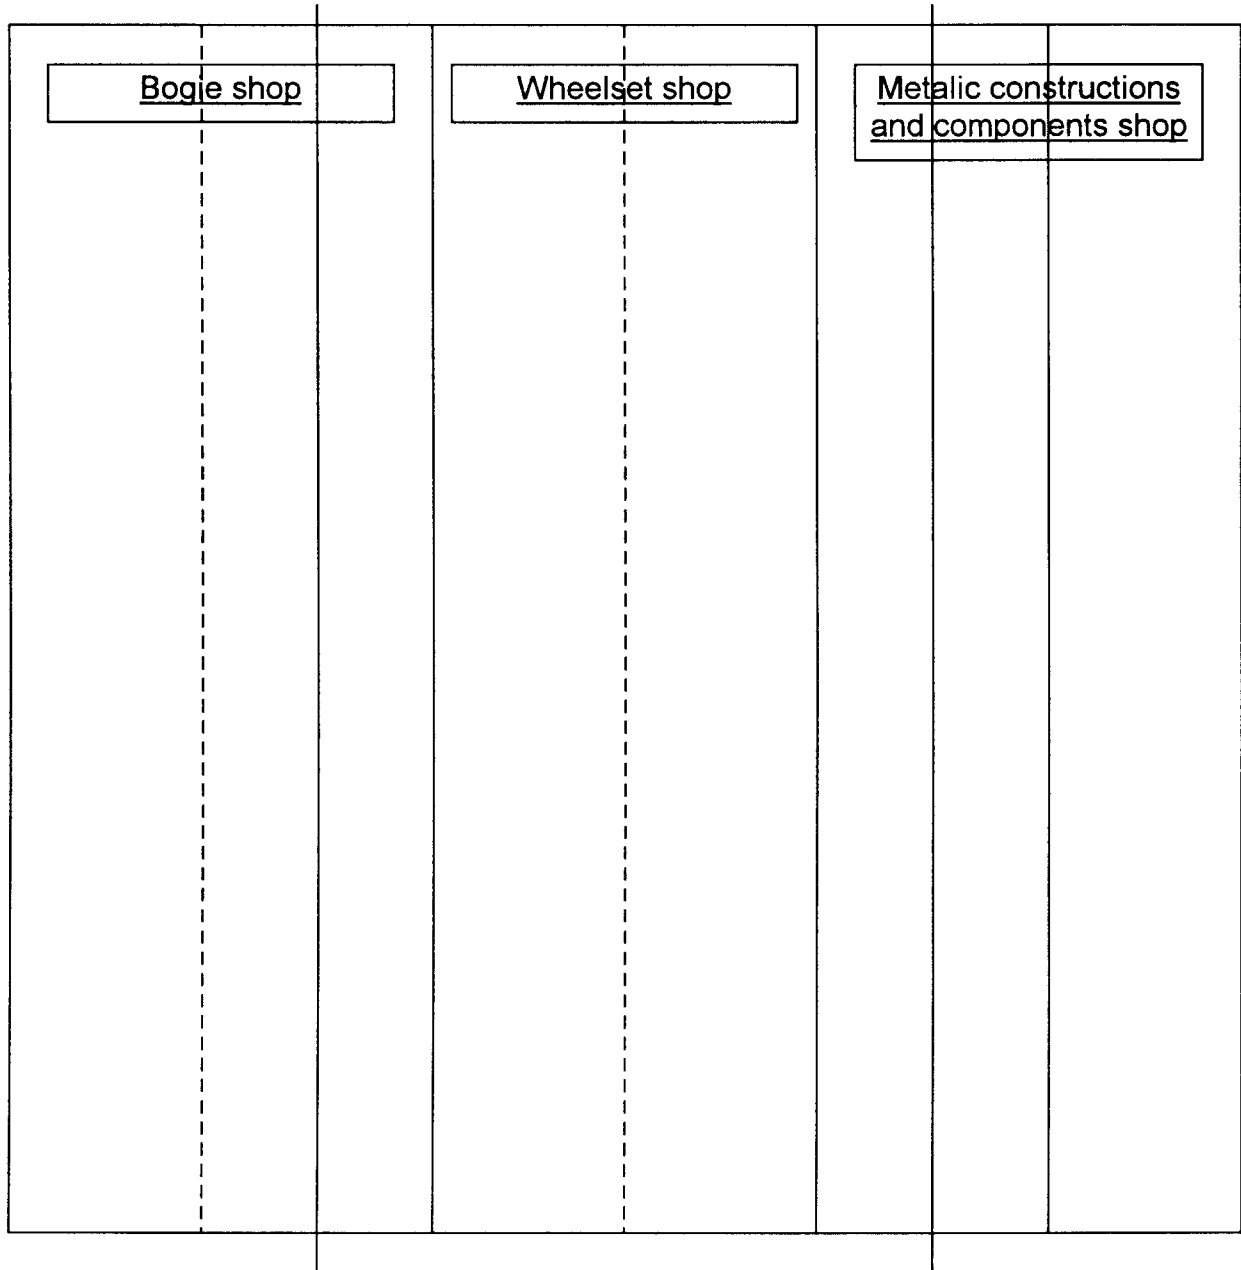 Bogie shop
Wheelset shop
Metalic constructions
and components shop